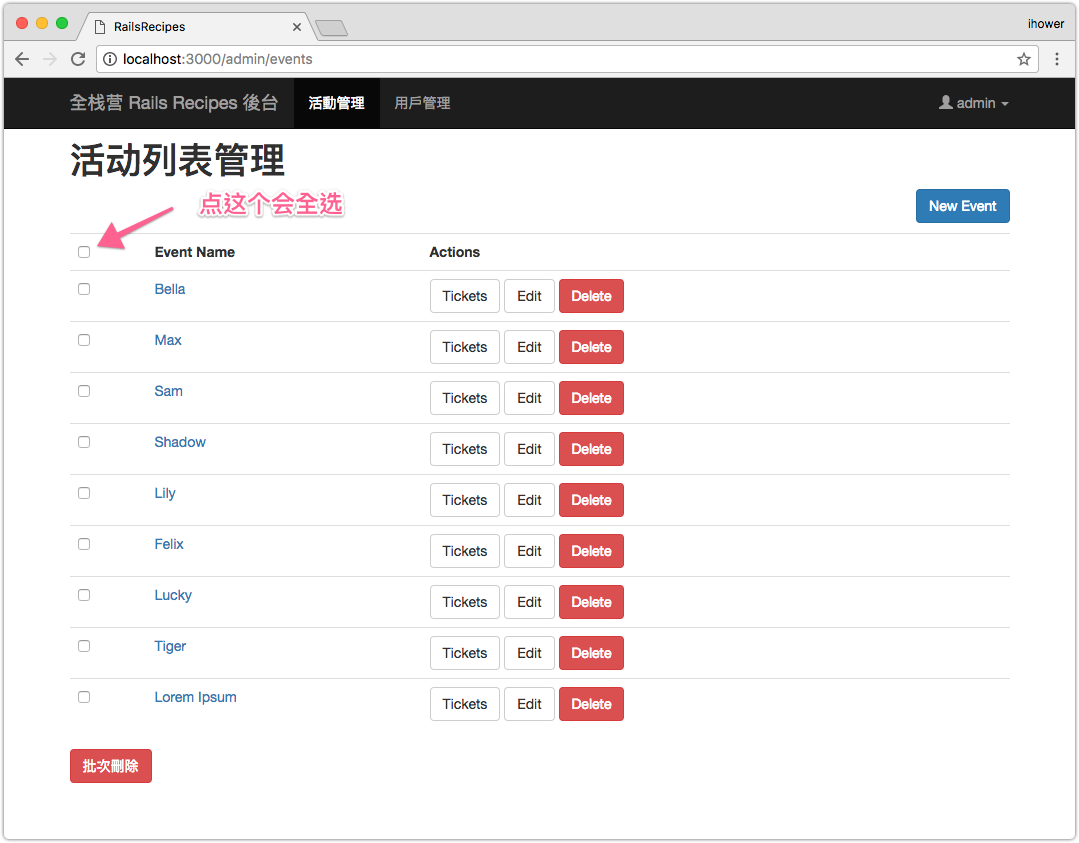 RailsRecipes
ihower
localhost:3000/admin/events
全栈营 Rails Recipes 後台 活動管理 用戶管理 admin
活动列表管理
点这个会全选
New Event
Event Name Actions
Bella Tickets Edit Delete
Max Tickets Edit Delete
Sam Tickets Edit Delete
Shadow Tickets Edit Delete
Lily Tickets Edit Delete
Felix Tickets Edit Delete
Lucky Tickets Edit Delete
Tiger Tickets Edit Delete
Lorem Ipsum Tickets Edit Delete
批次刪除